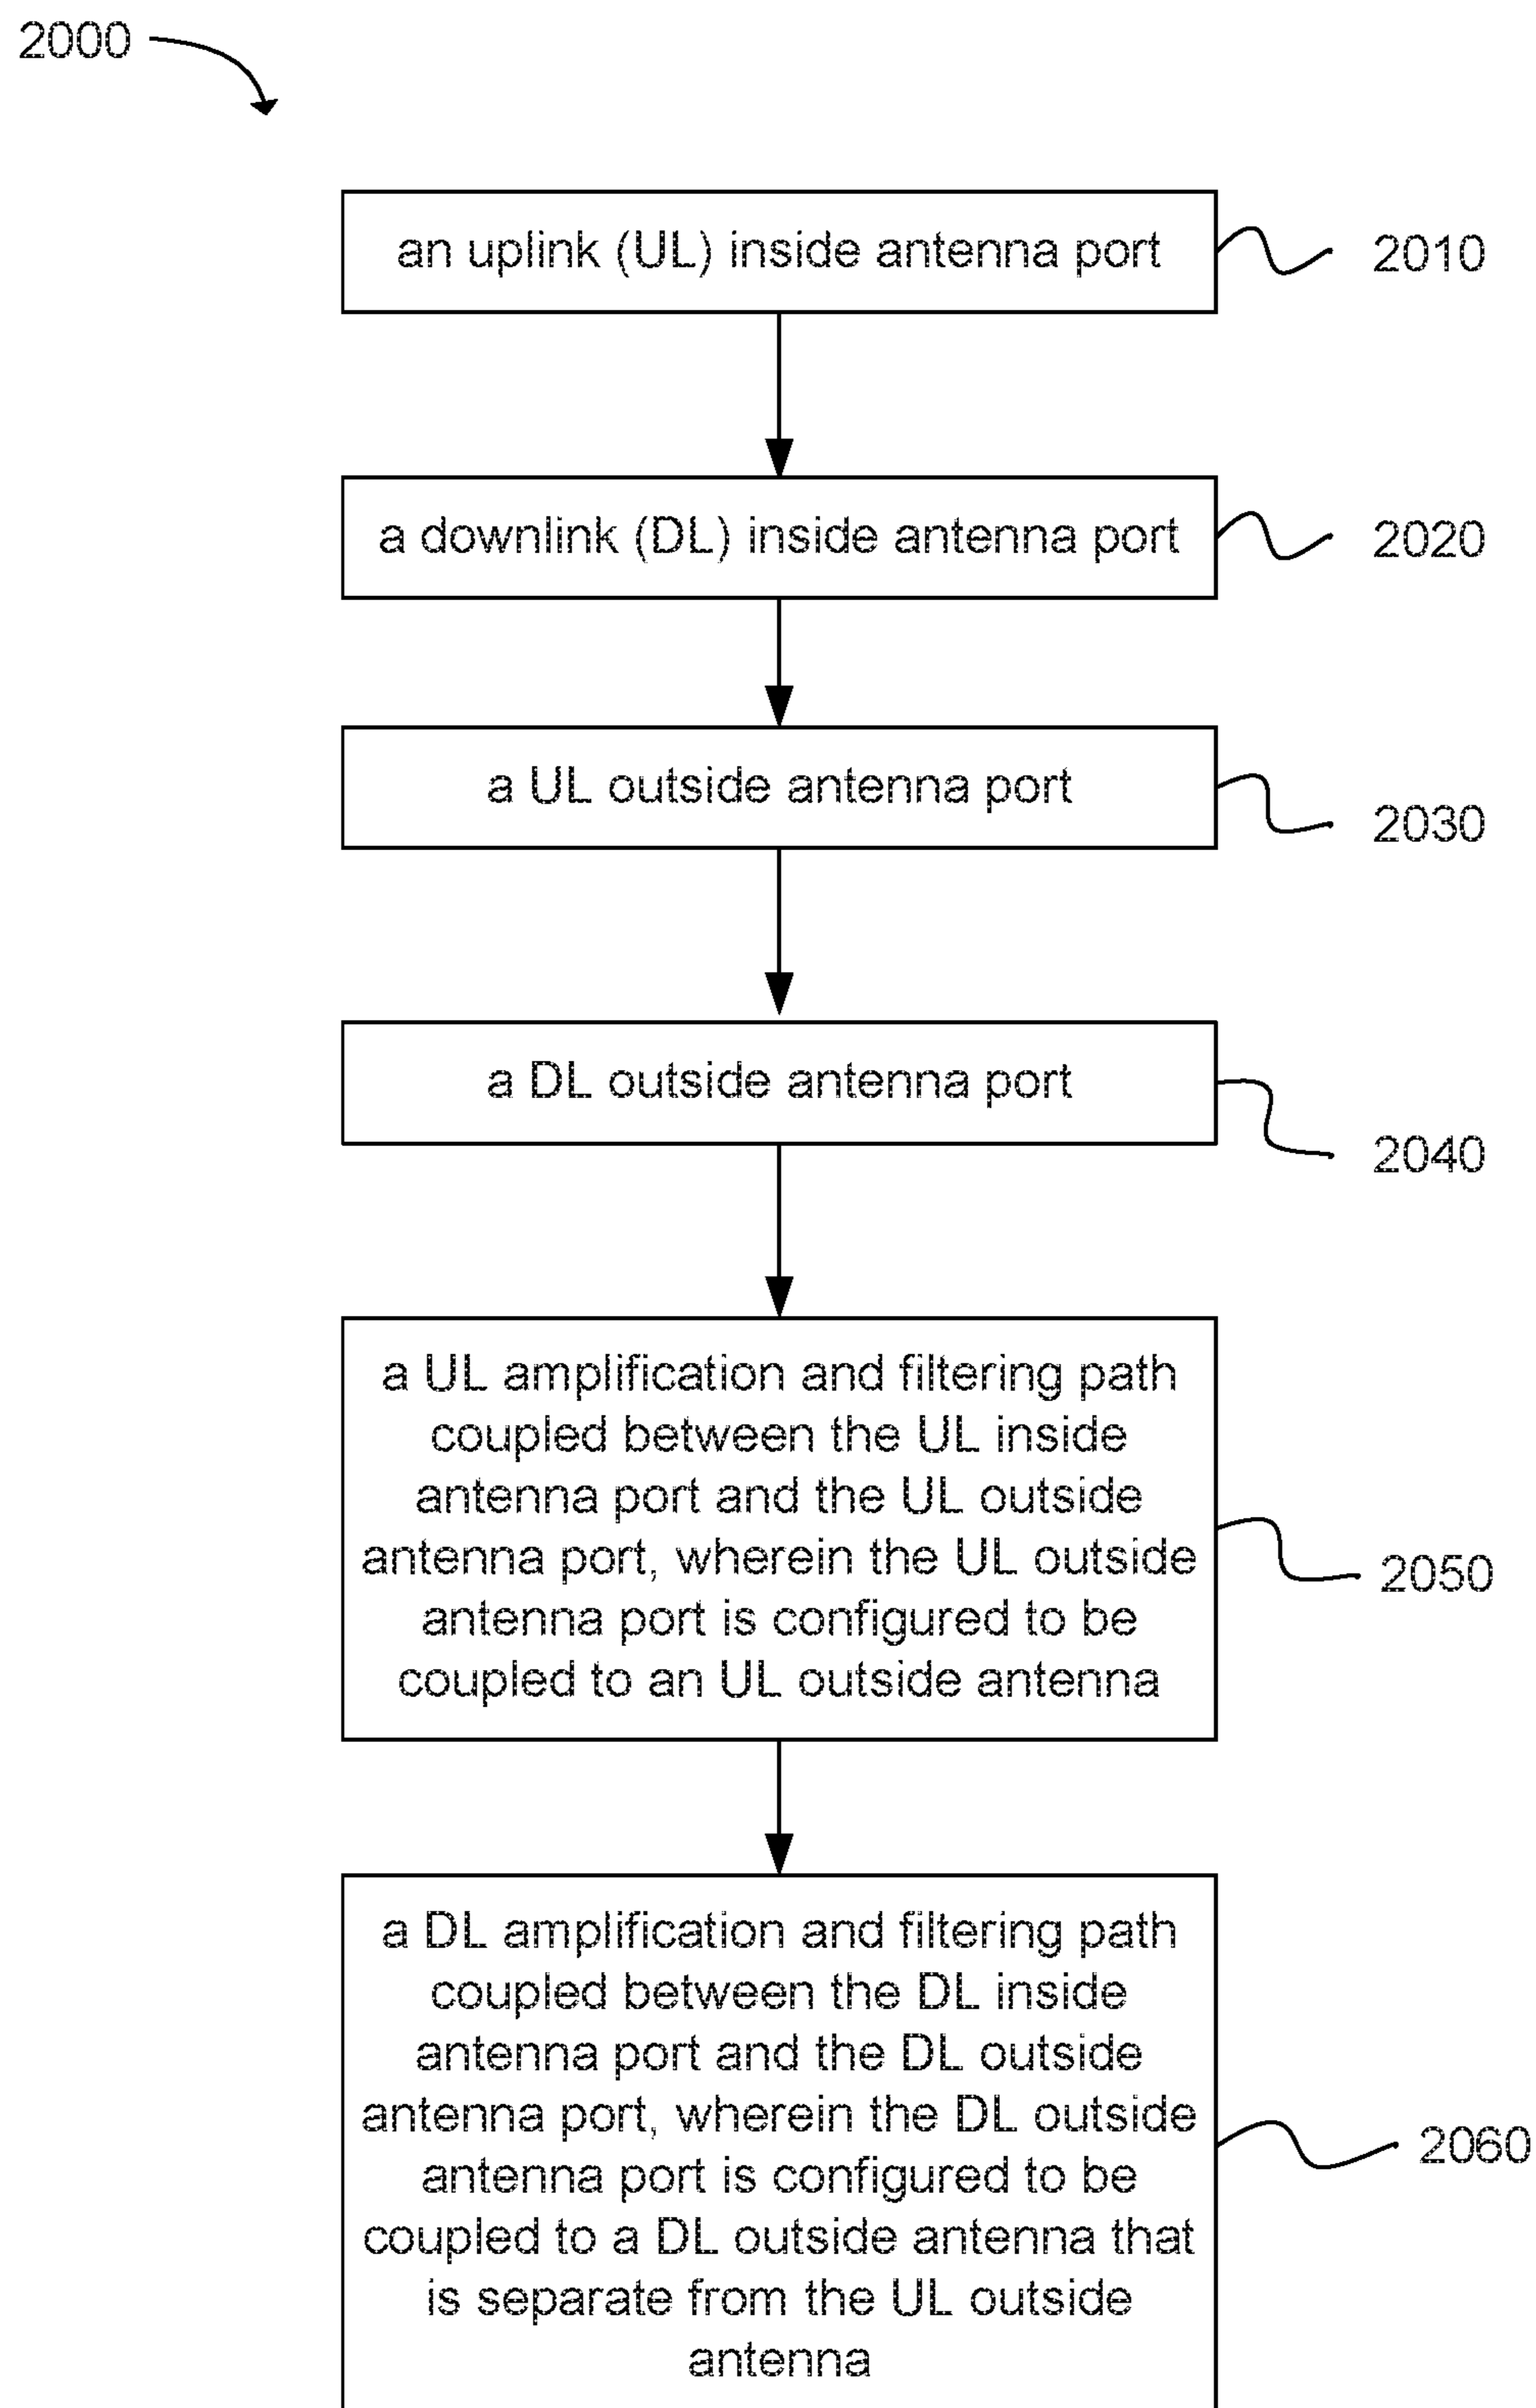 2000
an uplink (UL) inside antenna port
2010
a downlink (DL) inside antenna port
2020
a UL outside antenna port
2030
a DL outside antenna port
2040
a UL amplification and filtering path
coupled between the UL inside
antenna port and the UL outside
antenna port, wherein the UL outside
antenna port is configured to be
coupled to an UL outside antenna
2050
a DL amplification and filtering path
coupled between the DL inside
antenna port and the DL outside
antenna port, wherein the DL outside
antenna port is configured to be
coupled to a DL outside antenna that
is separate from the UL outside
antenna
2060